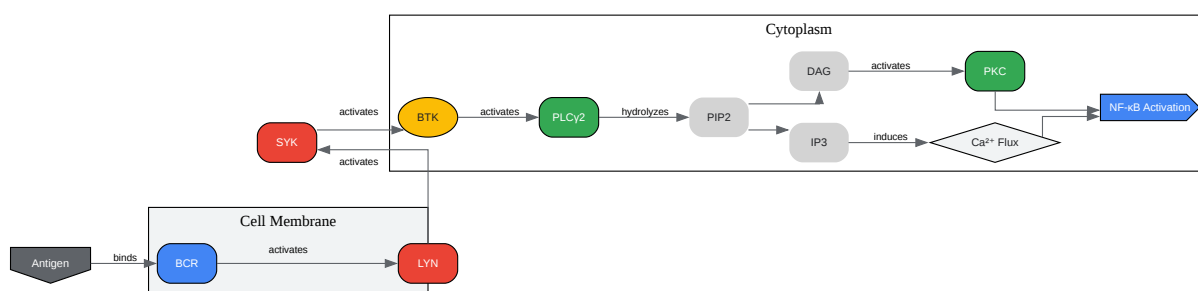 Cytoplasm
DAG
activates
PKC
activates
BTK
activates
PLCγ2
hydrolyzes
PIP2
NF-κB Activation
SYK
activates
IP3
induces
Ca²⁺ Flux
Cell Membrane
Antigen
binds
BCR
activates
LYN